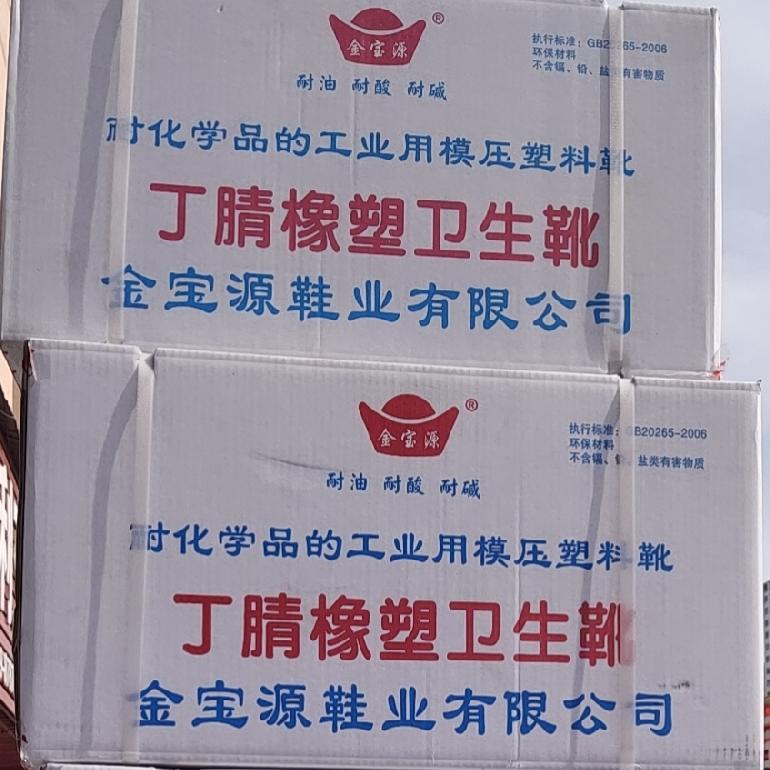 金宝源
®
执行标准：GB20265-2006
环保材料
不含镉、铅、盐 有害物质
耐油 耐酸 耐碱
耐化学品的工业用模压塑料靴
丁腈橡塑卫生靴
金宝源鞋业有限公司
金宝源
®
执行标准： B20265-2006
环保材料
不含镉、 盐类有害物质
耐油 耐酸 耐碱
耐化学品的工业用模压塑料靴
丁腈橡塑卫生靴
金宝源鞋业有限公司